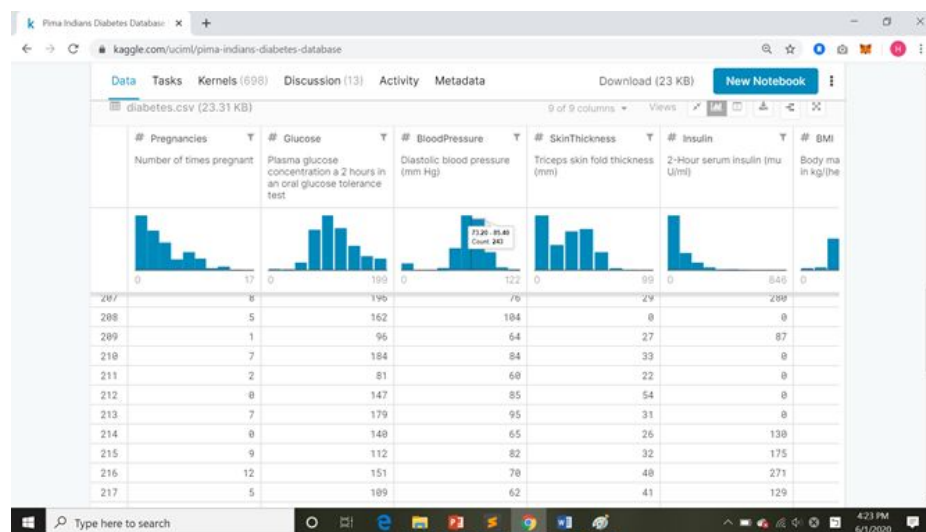 Pima Indians Diabetes Database
kaggle.com/uciml/pima-indians-diabetes-database
Data Tasks Kernels (698) Discussion (13) Activity Metadata Download (23 KB) New Notebook
diabetes.csv (23.31 KB) 9 of 9 columns Views
# Pregnancies # Glucose # BloodPressure # SkinThickness # Insulin # BMI
Number of times pregnant Plasma glucose Diastolic blood pressure Triceps skin fold thickness 2-Hour serum insulin (mu Body ma
concentration a 2 hours in (mm Hg) (mm) U/ml) in kg/(he
an oral glucose tolerance
test
73.20 - 85.40
Count: 243
0 17 0 199 0 122 0 99 0 846 0
207 8 196 76 29 280
208 5 162 104 0 0
209 1 96 64 27 87
210 7 184 84 33 0
211 2 81 60 22 0
212 0 147 85 54 0
213 7 179 95 31 0
214 0 140 65 26 130
215 9 112 82 32 175
216 12 151 70 40 271
217 5 109 62 41 129
Type here to search
4:23 PM
6/1/2020